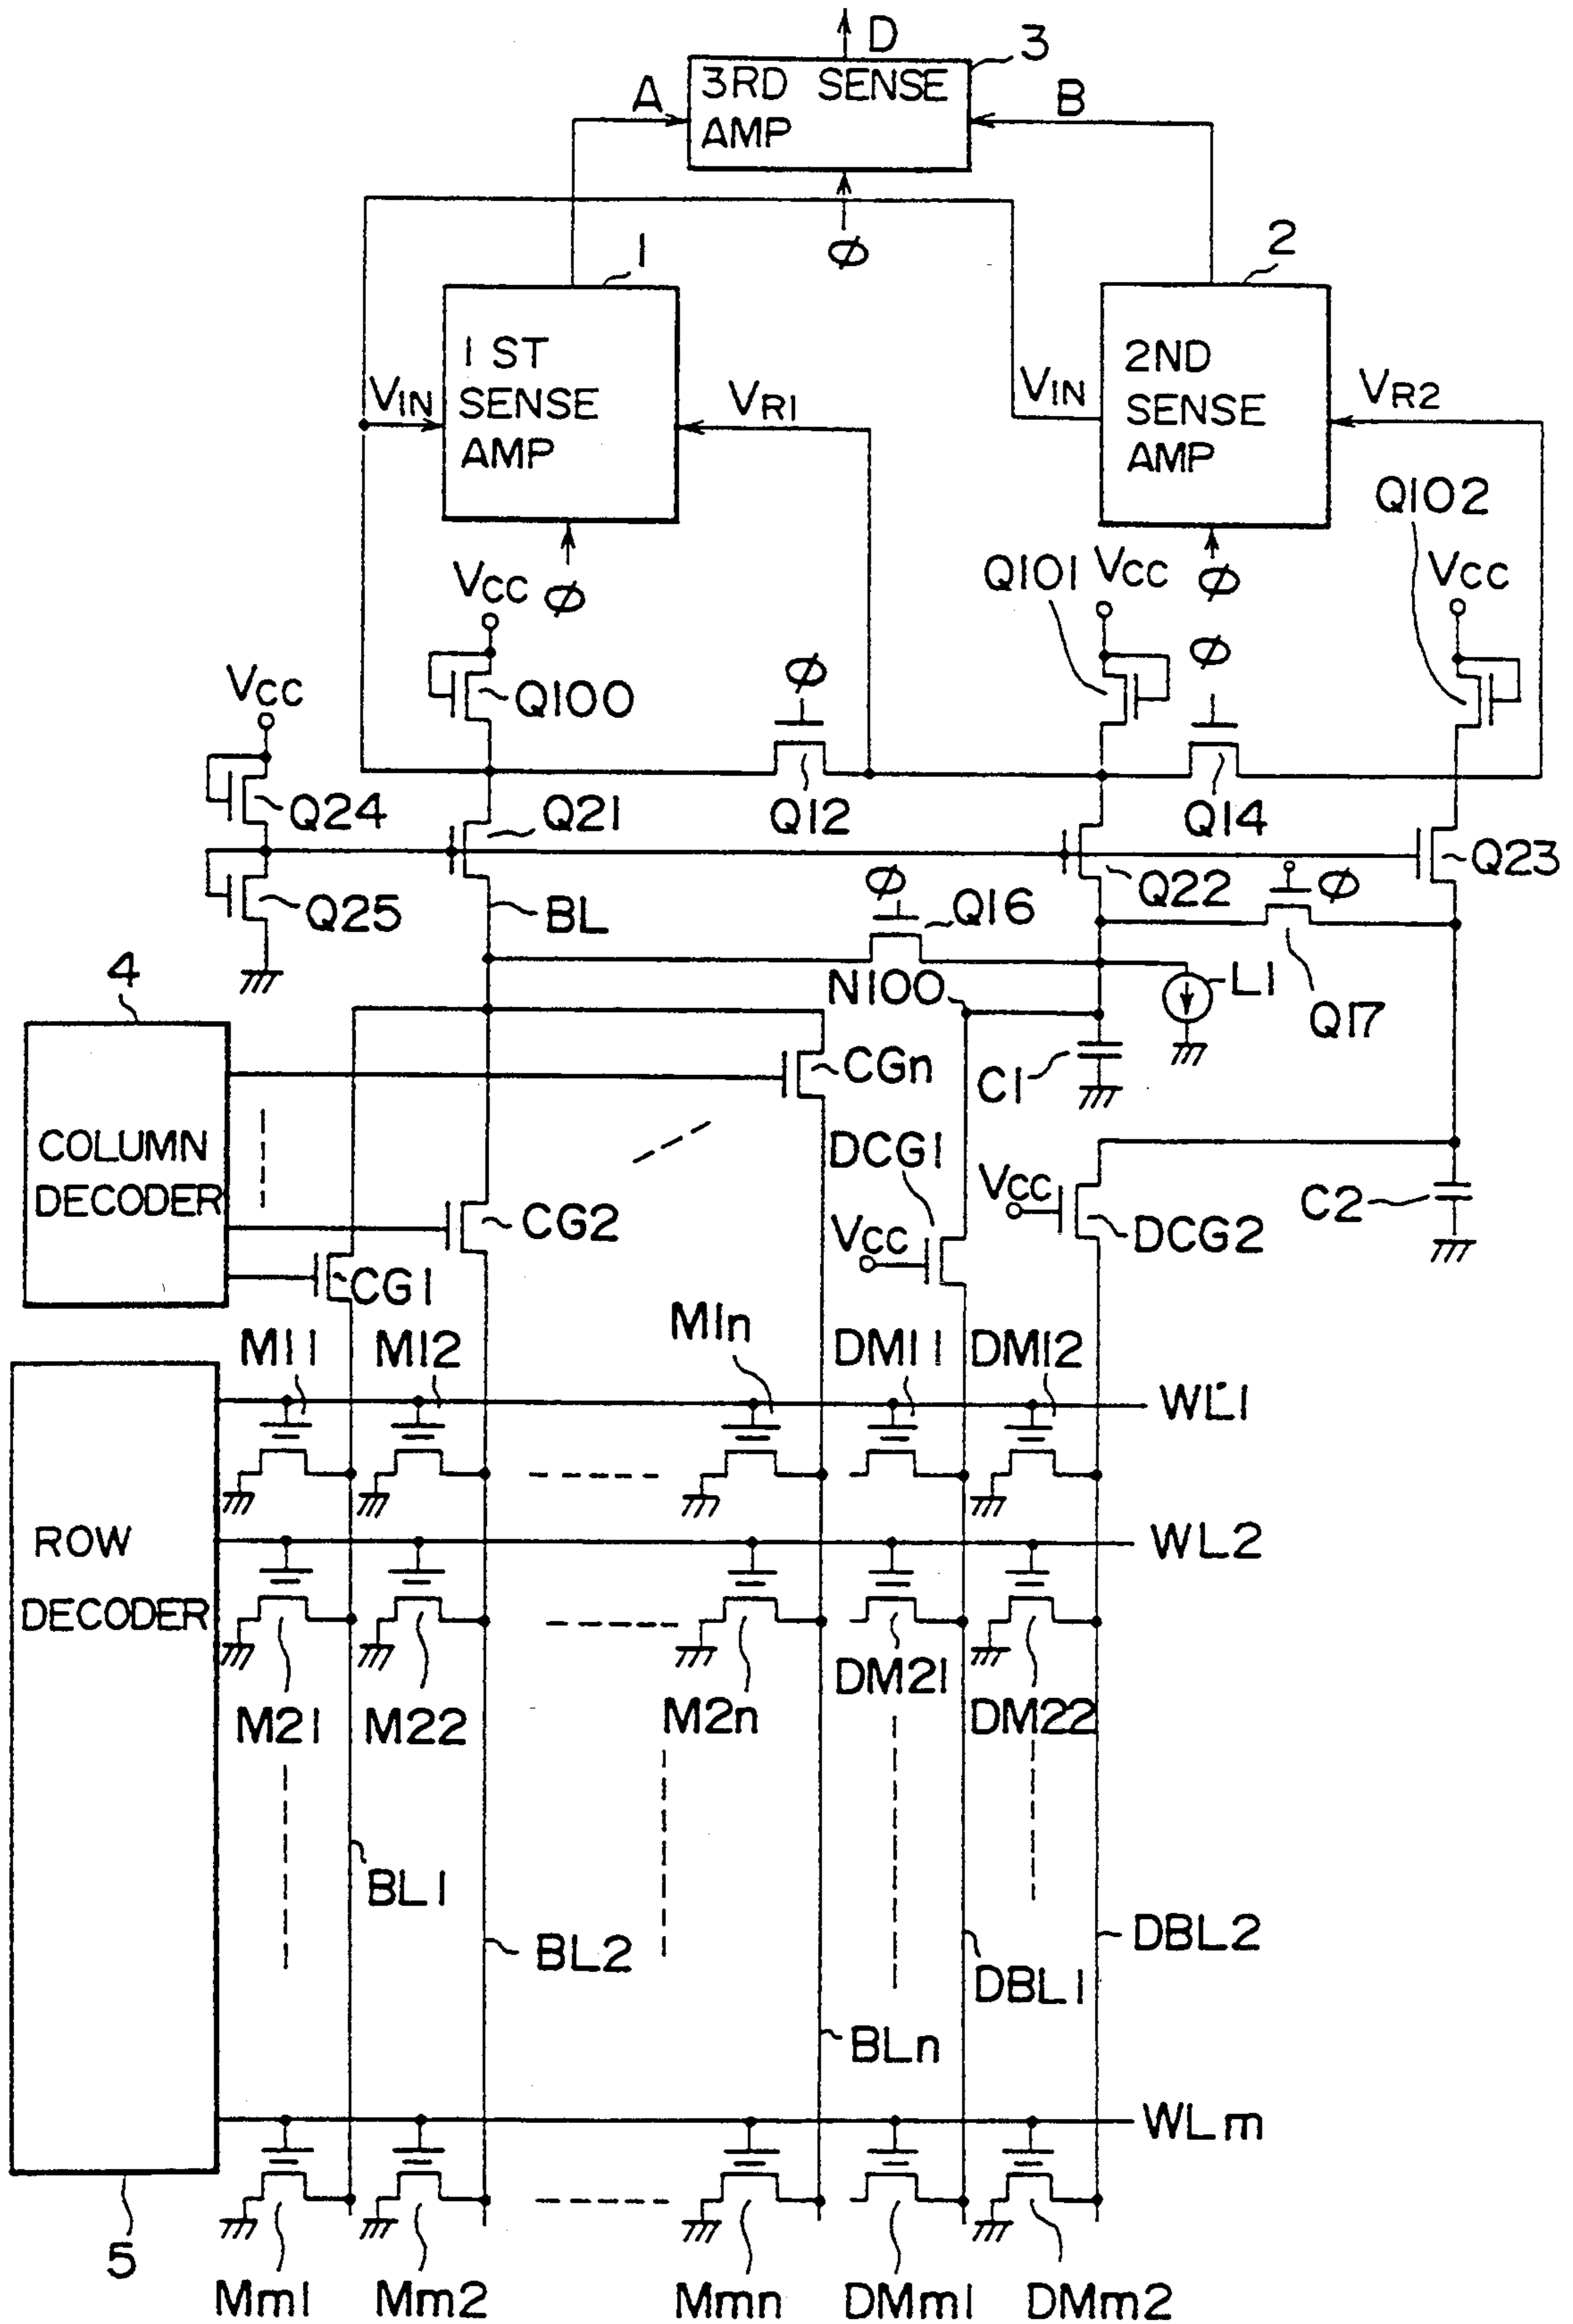 D
3
3RD SENSE
AMP
A
B
Ø
1
2
1ST
SENSE
AMP
VIN
VR1
VIN
2ND
SENSE
AMP
VR2
Q102
VCC
Ø
Q101
VCC
Ø
VCC
VCC
Q100
Ø
Ø
Q24
Q21
Q12
Q14
Q25
BL
Ø
Q16
Q22
Ø
Q23
4
N100
L1
Q17
CGn
C1
COLUMN
DECODER
DCG1
VCC
C2
CG2
VCC
DCG2
CG1
M11
M12
M1n
DM11
DM12
WL1
ROW
DECODER
WL2
M21
M22
M2n
DM21
DM22
BL1
BL2
DBL2
DBL1
BLn
WLm
5
Mm1
Mm2
Mmn
DMm1
DMm2